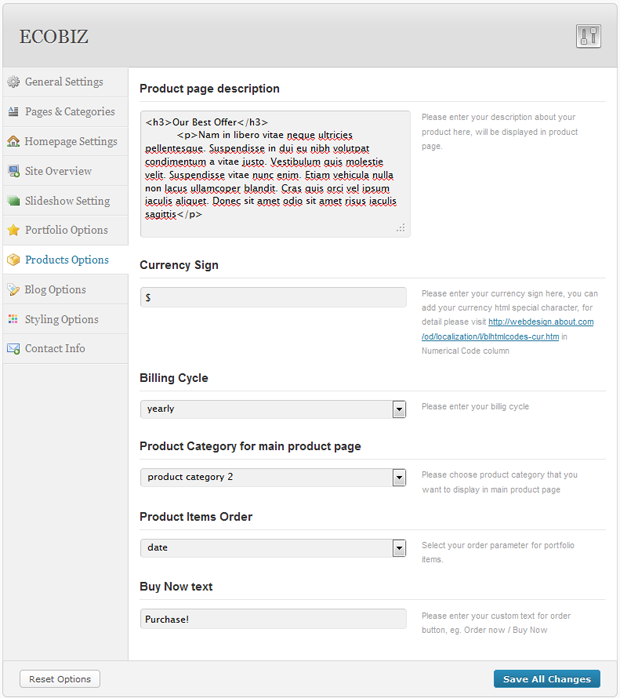 ECOBIZ
General Settings
Pages & Categories
Homepage Settings
Site Overview
Slideshow Setting
Portfolio Options
Products Options
Blog Options
Styling Options
Contact Info
Product page description
<h3>Our Best Offer</h3>
<p>Nam in libero vitae neque ultricies
pellentesque. Suspendisse in dui eu nibh volutpat
condimentum a vitae justo. Vestibulum quis molestie
velit. Suspendisse vitae nunc enim. Etiam vehicula nulla
non lacus ullamcorper blandit. Cras quis orci vel ipsum
iaculis aliquet. Donec sit amet odio sit amet risus iaculis
sagittis</p>
Please enter your description about your
product here, will be displayed in product
page.
Currency Sign
$
Please enter your currency sign here, you can
add your currency html special character, for
detail please visit http://webdesign.about.com
/od/localization/l/blhtmlcodes-cur.htm in
Numerical Code column
Billing Cycle
yearly
Please enter your billig cycle
Product Category for main product page
product category 2
Please choose product category that you
want to display in main product page
Product Items Order
date
Select your order parameter for portfolio
items.
Buy Now text
Purchase!
Please enter your custom text for order
button, eg. Order now / Buy Now
Reset Options
Save All Changes